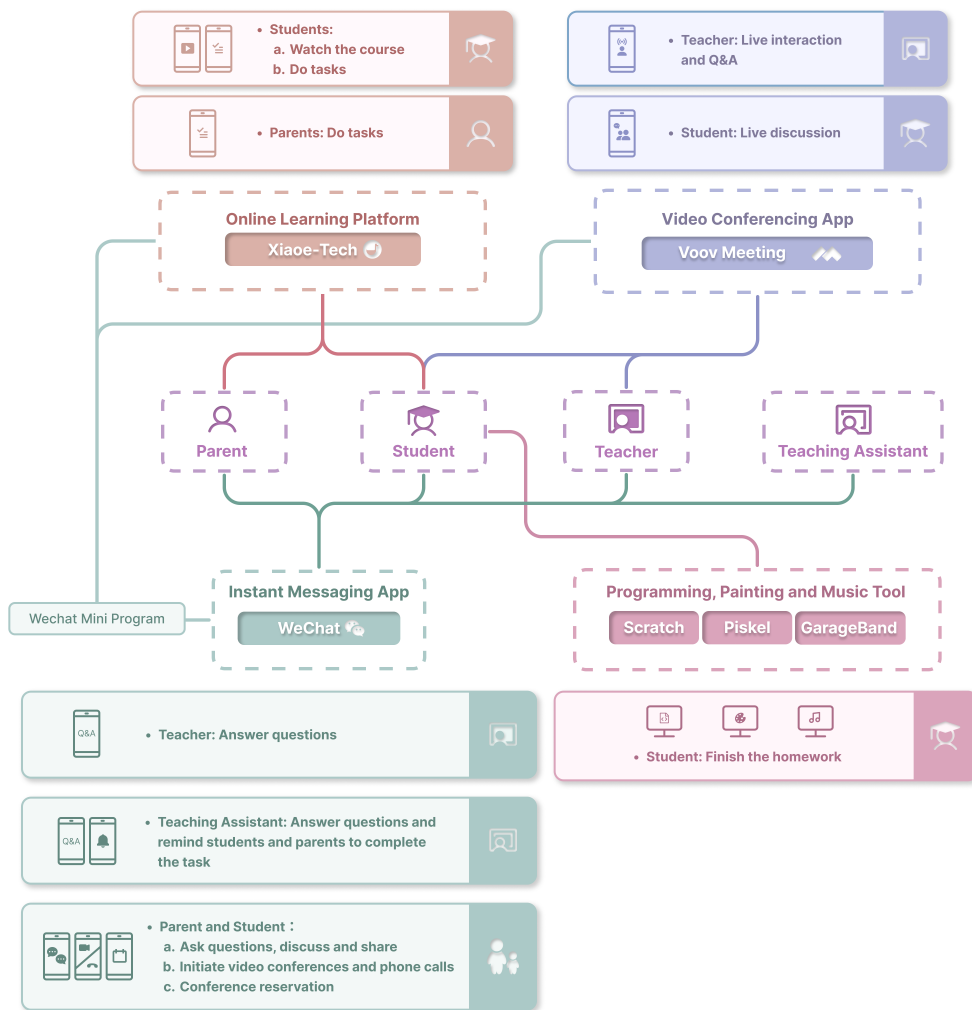 • Students:
a. Watch the course
b. Do tasks
• Teacher: Live interaction
and Q&A
• Parents: Do tasks
• Student: Live discussion
Online Learning Platform
Xiaoe-Tech
Video Conferencing App
Voov Meeting
Parent
Student
Teacher
Teaching Assistant
Instant Messaging App
WeChat
Wechat Mini Program
Programming, Painting and Music Tool
Scratch
Piskel
GarageBand
Q&A
• Teacher: Answer questions
• Student: Finish the homework
Q&A
• Teaching Assistant: Answer questions and
remind students and parents to complete
the task
• Parent and Student：
a. Ask questions, discuss and share
b. Initiate video conferences and phone calls
c. Conference reservation